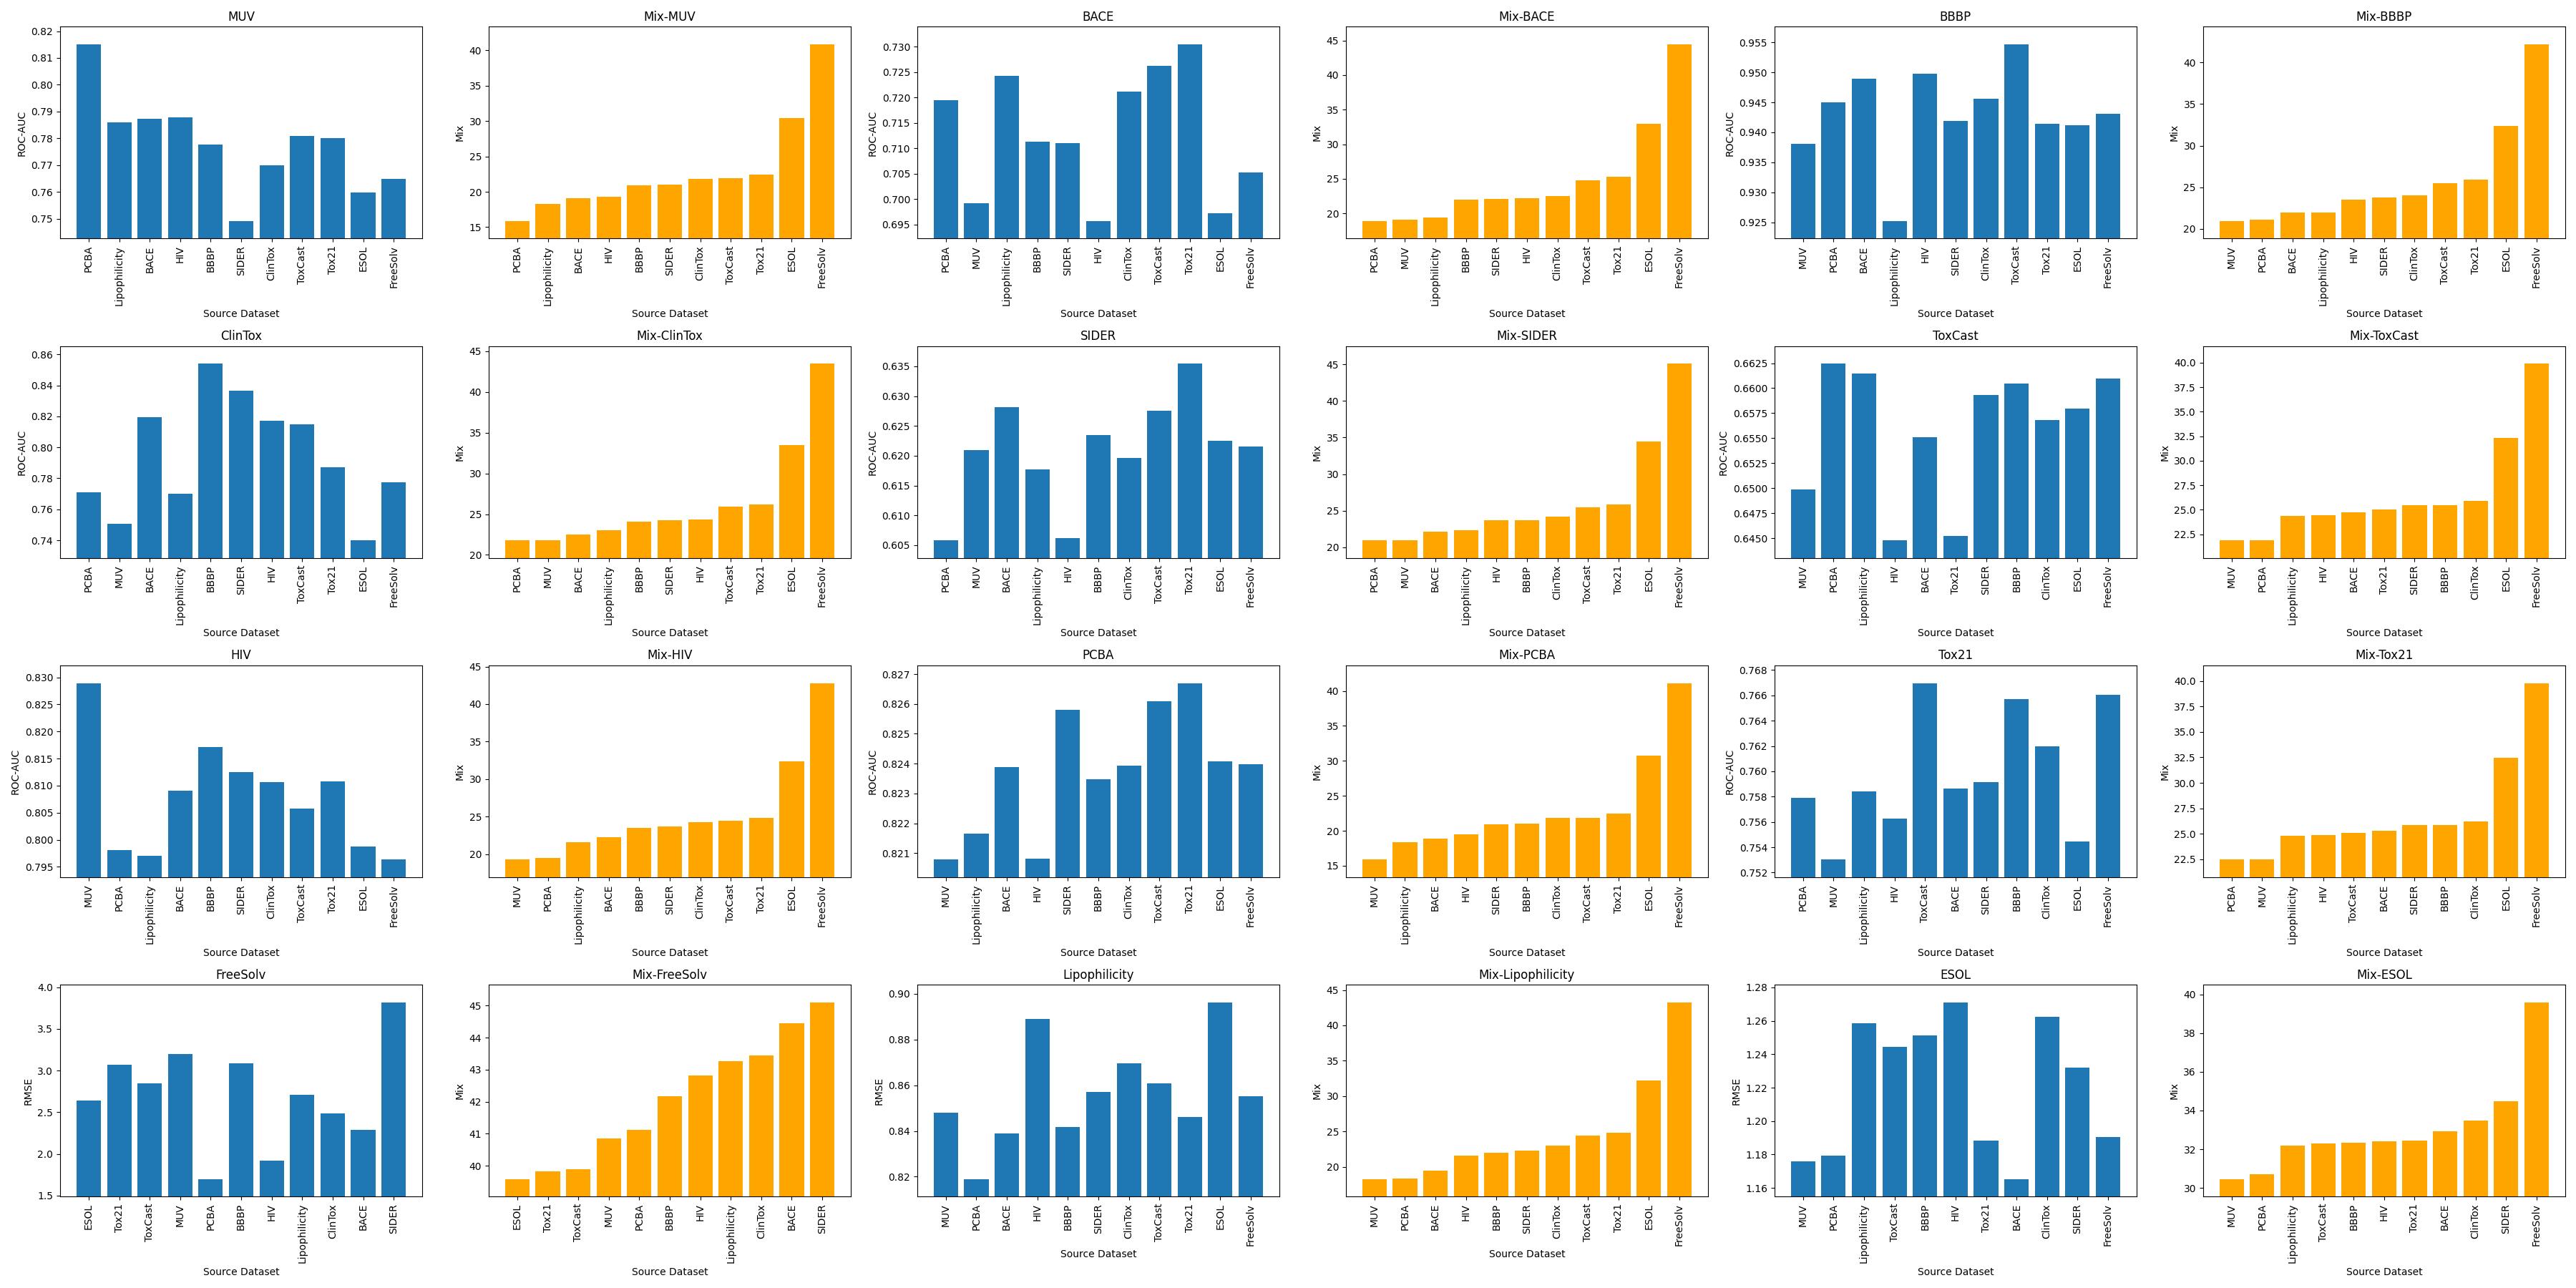 MUV
0.82
0.81
0.80
0.79
0.78
0.77
0.76
0.75
ROC-AUC
PCBA Lipophilicity BACE HIV BBBP SIDER ClinTox ToxCast Tox21 ESOL FreeSolv
Source Dataset
Mix-MUV
40
35
30
25
20
15
Mix
PCBA Lipophilicity BACE HIV BBBP SIDER ClinTox ToxCast Tox21 ESOL FreeSolv
Source Dataset
BACE
0.730
0.725
0.720
0.715
0.710
0.705
0.700
0.695
ROC-AUC
PCBA MUV Lipophilicity BBBP SIDER HIV ClinTox ToxCast Tox21 ESOL FreeSolv
Source Dataset
Mix-BACE
45
40
35
30
25
20
Mix
PCBA MUV Lipophilicity BBBP SIDER HIV ClinTox ToxCast Tox21 ESOL FreeSolv
Source Dataset
BBBP
0.955
0.950
0.945
0.940
0.935
0.930
0.925
ROC-AUC
MUV PCBA BACE Lipophilicity HIV SIDER ClinTox ToxCast Tox21 ESOL FreeSolv
Source Dataset
Mix-BBBP
40
35
30
25
20
Mix
MUV PCBA BACE Lipophilicity HIV SIDER ClinTox ToxCast Tox21 ESOL FreeSolv
Source Dataset
ClinTox
0.86
0.84
0.82
0.80
0.78
0.76
0.74
ROC-AUC
PCBA MUV BACE Lipophilicity BBBP SIDER HIV ToxCast Tox21 ESOL FreeSolv
Source Dataset
Mix-ClinTox
45
40
35
30
25
20
Mix
PCBA MUV BACE Lipophilicity BBBP SIDER HIV ToxCast Tox21 ESOL FreeSolv
Source Dataset
SIDER
0.635
0.630
0.625
0.620
0.615
0.610
0.605
ROC-AUC
PCBA MUV BACE Lipophilicity HIV BBBP ClinTox ToxCast Tox21 ESOL FreeSolv
Source Dataset
Mix-SIDER
45
40
35
30
25
20
Mix
PCBA MUV BACE Lipophilicity HIV BBBP ClinTox ToxCast Tox21 ESOL FreeSolv
Source Dataset
ToxCast
0.6625
0.6600
0.6575
0.6550
0.6525
0.6500
0.6475
0.6450
ROC-AUC
MUV PCBA Lipophilicity HIV BACE Tox21 SIDER BBBP ClinTox ESOL FreeSolv
Source Dataset
Mix-ToxCast
40.0
37.5
35.0
32.5
30.0
27.5
25.0
22.5
Mix
MUV PCBA Lipophilicity HIV BACE Tox21 SIDER BBBP ClinTox ESOL FreeSolv
Source Dataset
HIV
0.830
0.825
0.820
0.815
0.810
0.805
0.800
0.795
ROC-AUC
MUV PCBA Lipophilicity BACE BBBP SIDER ClinTox ToxCast Tox21 ESOL FreeSolv
Source Dataset
Mix-HIV
45
40
35
30
25
20
Mix
MUV PCBA Lipophilicity BACE BBBP SIDER ClinTox ToxCast Tox21 ESOL FreeSolv
Source Dataset
PCBA
0.827
0.826
0.825
0.824
0.823
0.822
0.821
ROC-AUC
MUV Lipophilicity BACE HIV SIDER BBBP ClinTox ToxCast Tox21 ESOL FreeSolv
Source Dataset
Mix-PCBA
40
35
30
25
20
15
Mix
MUV Lipophilicity BACE HIV SIDER BBBP ClinTox ToxCast Tox21 ESOL FreeSolv
Source Dataset
Tox21
0.768
0.766
0.764
0.762
0.760
0.758
0.756
0.754
0.752
ROC-AUC
PCBA MUV Lipophilicity HIV ToxCast BACE SIDER BBBP ClinTox ESOL FreeSolv
Source Dataset
Mix-Tox21
40.0
37.5
35.0
32.5
30.0
27.5
25.0
22.5
Mix
PCBA MUV Lipophilicity HIV ToxCast BACE SIDER BBBP ClinTox ESOL FreeSolv
Source Dataset
FreeSolv
4.0
3.5
3.0
2.5
2.0
1.5
RMSE
ESOL Tox21 ToxCast MUV PCBA BBBP HIV Lipophilicity ClinTox BACE SIDER
Source Dataset
Mix-FreeSolv
45
44
43
42
41
40
Mix
ESOL Tox21 ToxCast MUV PCBA BBBP HIV Lipophilicity ClinTox BACE SIDER
Source Dataset
Lipophilicity
0.90
0.88
0.86
0.84
0.82
RMSE
MUV PCBA BACE HIV BBBP SIDER ClinTox ToxCast Tox21 ESOL FreeSolv
Source Dataset
Mix-Lipophilicity
45
40
35
30
25
20
Mix
MUV PCBA BACE HIV BBBP SIDER ClinTox ToxCast Tox21 ESOL FreeSolv
Source Dataset
ESOL
1.28
1.26
1.24
1.22
1.20
1.18
1.16
RMSE
MUV PCBA Lipophilicity ToxCast BBBP HIV Tox21 BACE ClinTox SIDER FreeSolv
Source Dataset
Mix-ESOL
40
38
36
34
32
30
Mix
MUV PCBA Lipophilicity ToxCast BBBP HIV Tox21 BACE ClinTox SIDER FreeSolv
Source Dataset